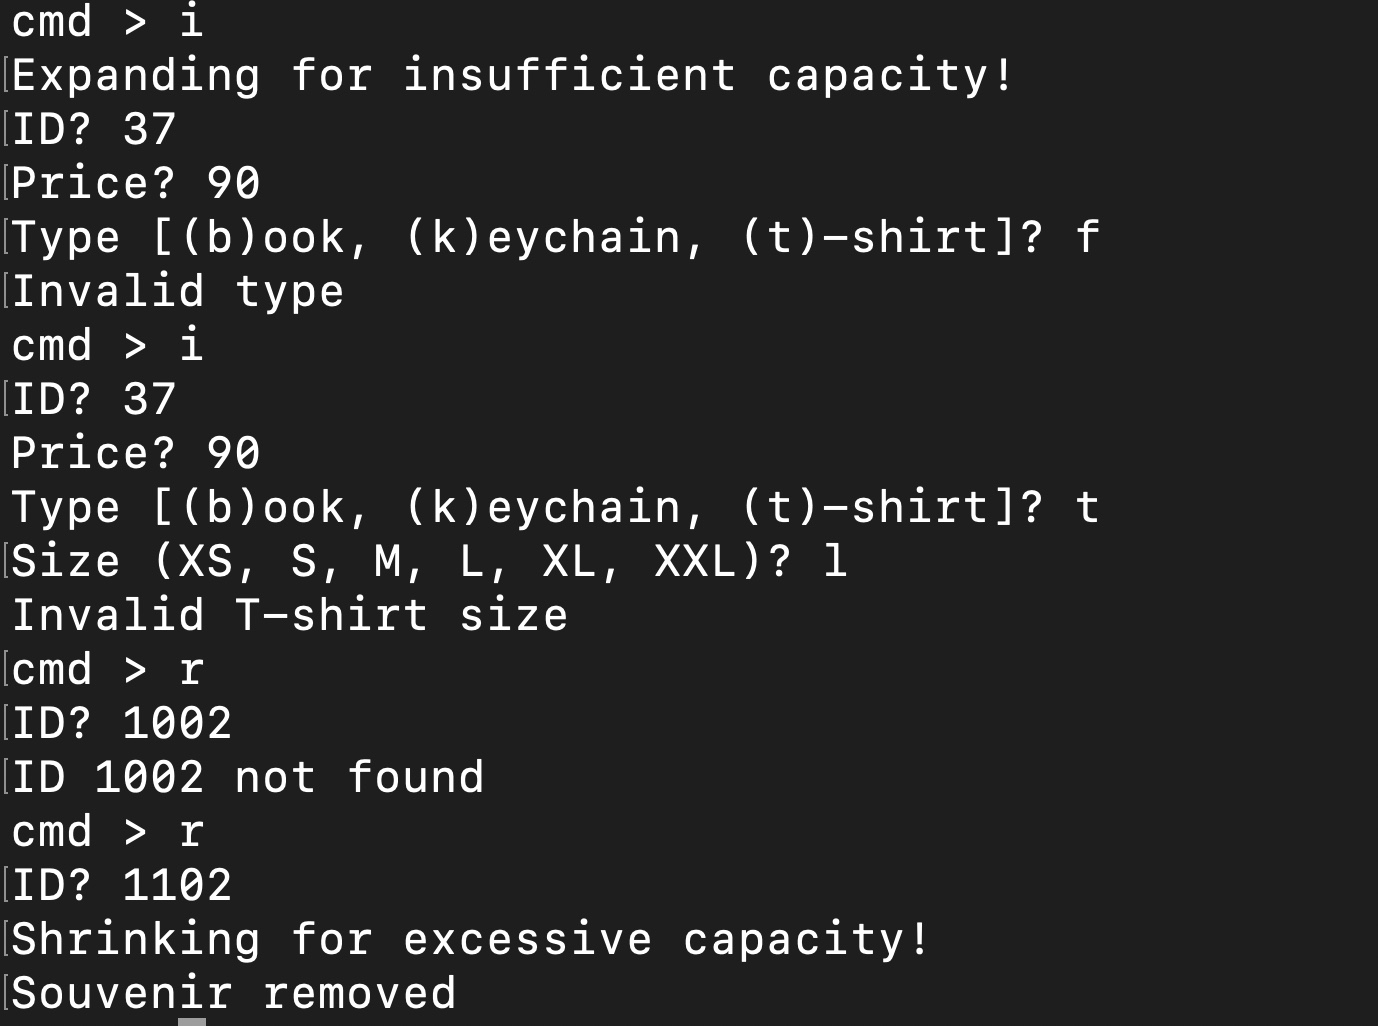 cmd > i
Expanding for insufficient capacity!
ID? 37
Price? 90
Type [(b)ook, (k)eychain, (t)-shirt]? f
Invalid type
cmd > i
ID? 37
Price? 90
Type [(b)ook, (k)eychain, (t)-shirt]? t
Size (XS, S, M, L, XL, XXL)? l
Invalid T-shirt size
cmd > r
ID? 1002
ID 1002 not found
cmd > r
ID? 1102
Shrinking for excessive capacity!
Souvenir removed